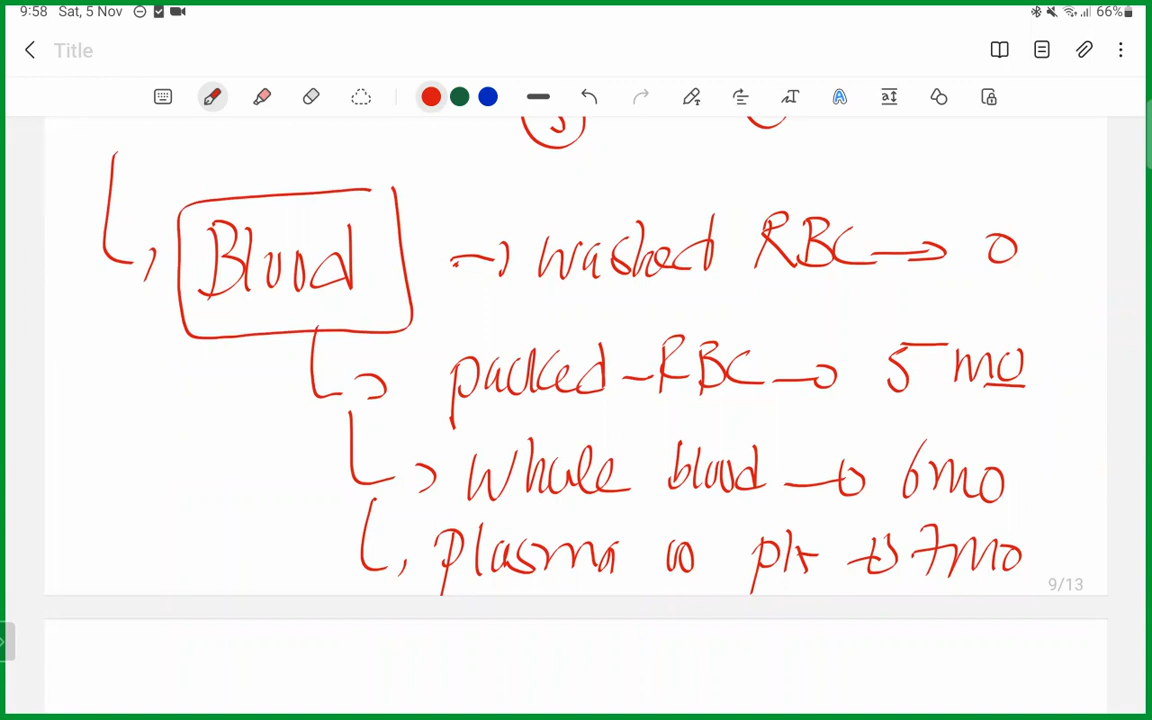 9:58 Sat, 5 Nov 66%
Title
Blood → washed RBC → 0
packed-RBC → 5 mo
Whole blood → 6mo
plasma or plt → 7mo
9/13